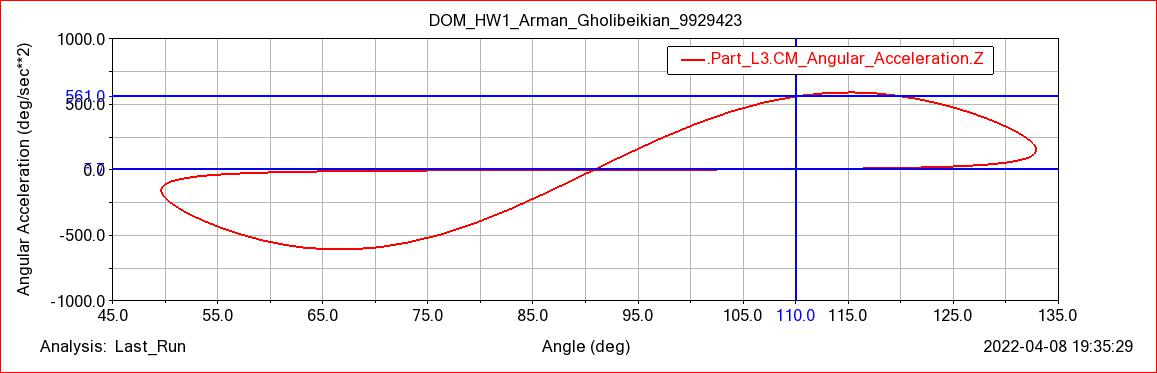 DOM_HW1_Arman_Gholibeikian_9929423
1000.0
.Part_L3.CM_Angular_Acceleration.Z
561.0
500.0
0.0
-500.0
-1000.0
Angular Acceleration (deg/sec**2)
45.0 55.0 65.0 75.0 85.0 95.0 105.0 110.0 115.0 125.0 135.0
Analysis: Last_Run Angle (deg) 2022-04-08 19:35:29